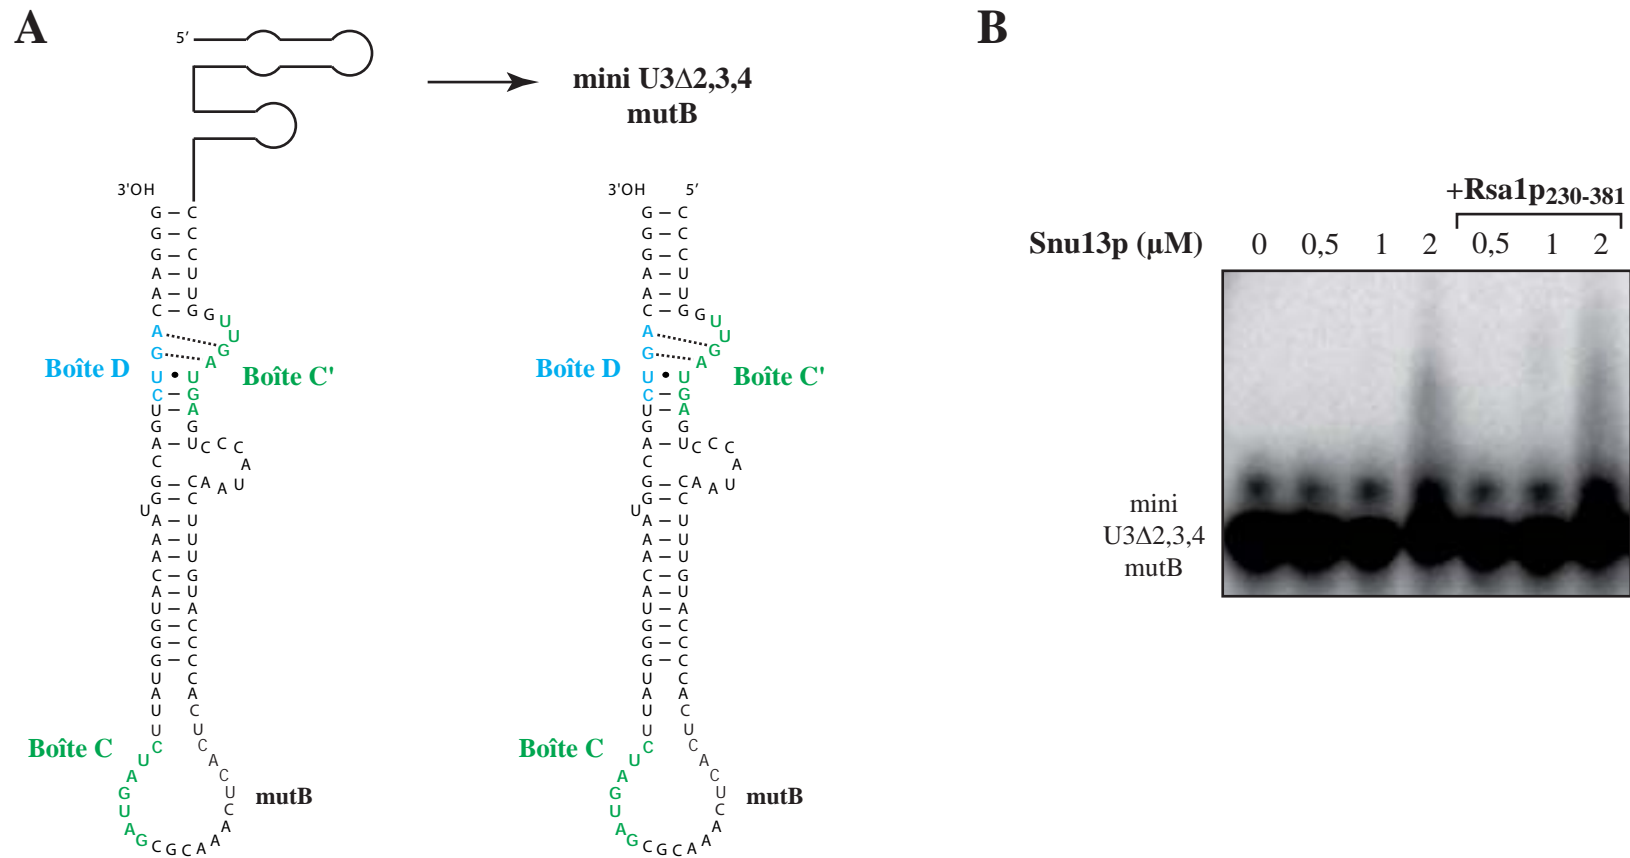 A
B
5′
mini U3Δ2,3,4
mutB
3'OH
3'OH 5′
G – C G – C
G – C G – C
G – C G – C
A – U A – U
A – U A – U
C – G G U C – G G U
A U A U
G A G G A G
Boîte D U • U Boîte C' Boîte D U • U Boîte C'
C – G C – G
U – A U – A
G G G G
A – U C C C A – U C C C
C A C A
G – C A A U G – C A A U
G – C G – C
U U
A – U A – U
A – U A – U
A – U A – U
C – G C – G
A – U A – U
U – A U – A
G – C G – C
G – C G – C
G – C G – C
U C U C
A A A A
U C U C
U U U U
Boîte C C C Boîte C C C
U A U A
A C A C
G U mutB G U mutB
U C U C
A A A A
G C G C A A A G C G C A A A
+Rsa1p230-381
Snu13p (µM) 0 0,5 1 2 0,5 1 2
mini
U3Δ2,3,4
mutB